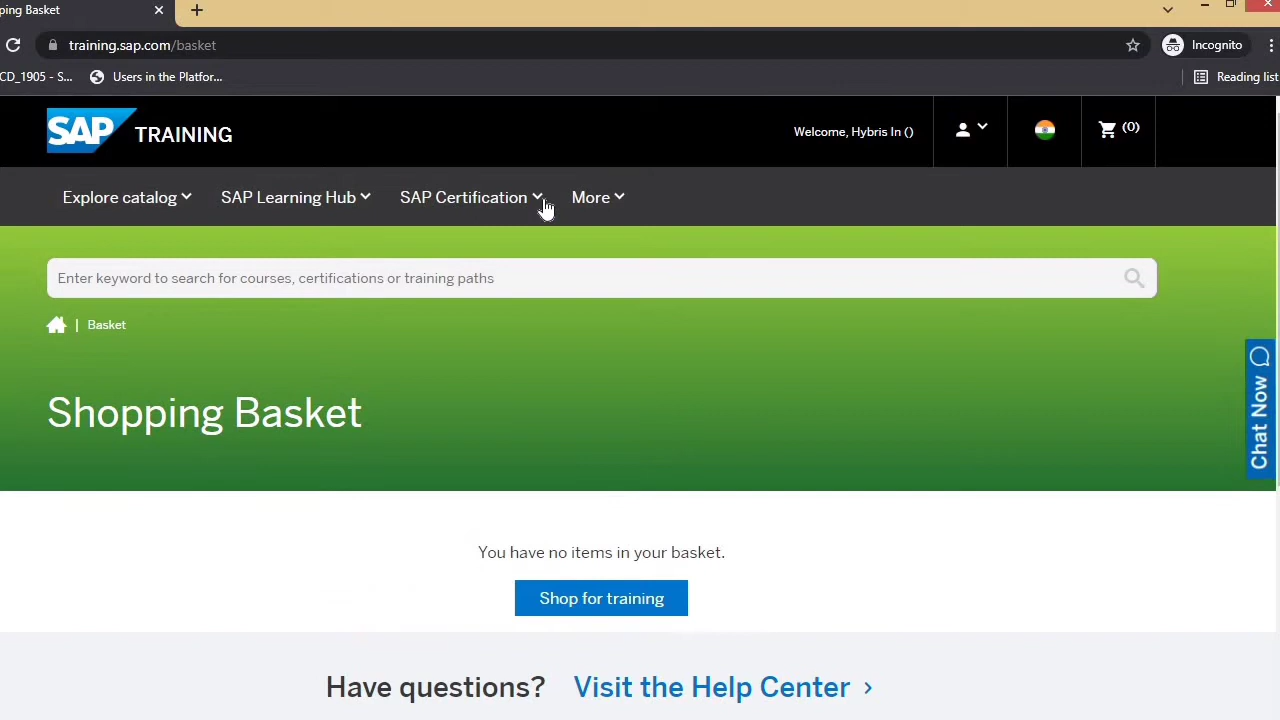 ping Basket
training.sap.com/basket
Incognito
CD_1905 - S...
Users in the Platfor...
Reading list
SAP TRAINING
Welcome, Hybris In ()
(0)
Explore catalog
SAP Learning Hub
SAP Certification
More
Enter keyword to search for courses, certifications or training paths
| Basket
Shopping Basket
Chat Now
You have no items in your basket.
Shop for training
Have questions? Visit the Help Center ›